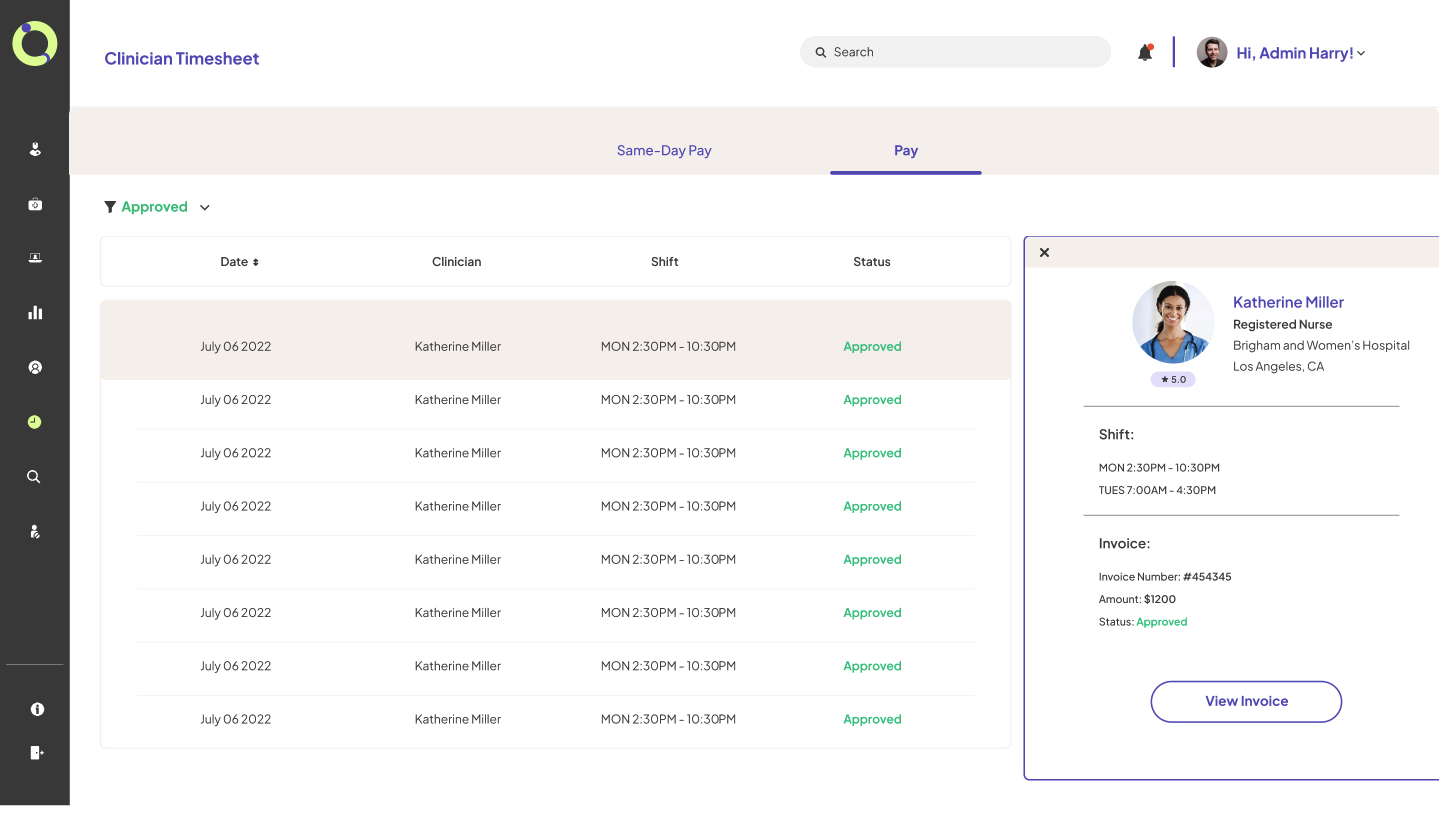 Clinician Timesheet
Search
Hi, Admin Harry!
Same-Day Pay
Pay
Approved
Date Clinician Shift Status
July 06 2022 Katherine Miller MON 2:30PM - 10:30PM Approved
July 06 2022 Katherine Miller MON 2:30PM - 10:30PM Approved
July 06 2022 Katherine Miller MON 2:30PM - 10:30PM Approved
July 06 2022 Katherine Miller MON 2:30PM - 10:30PM Approved
July 06 2022 Katherine Miller MON 2:30PM - 10:30PM Approved
July 06 2022 Katherine Miller MON 2:30PM - 10:30PM Approved
July 06 2022 Katherine Miller MON 2:30PM - 10:30PM Approved
July 06 2022 Katherine Miller MON 2:30PM - 10:30PM Approved
Katherine Miller
Registered Nurse
Brigham and Women's Hospital
Los Angeles, CA
★ 5.0
Shift:
MON 2:30PM - 10:30PM
TUES 7:00AM - 4:30PM
Invoice:
Invoice Number: #454345
Amount: $1200
Status: Approved
View Invoice